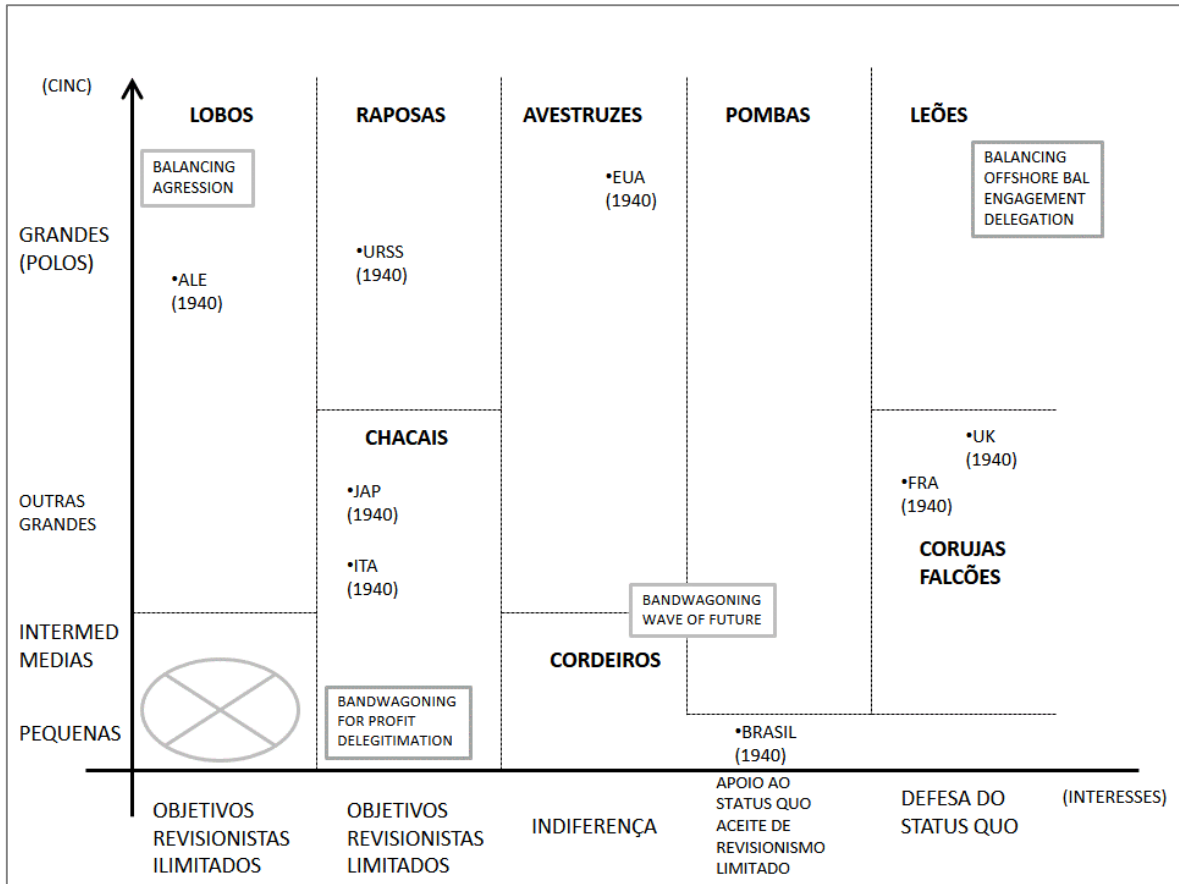 (CINC)
LOBOS
RAPOSAS
AVESTRUZES
POMBAS
LEÕES
BALANCING
AGRESSION
•EUA
(1940)
BALANCING
OFFSHORE BAL
ENGAGEMENT
DELEGATION
GRANDES
(POLOS)
•ALE
(1940)
•URSS
(1940)
CHACAIS
•JAP
(1940)
•ITA
(1940)
•UK
(1940)
•FRA
(1940)
CORUJAS
FALCÕES
OUTRAS
GRANDES
INTERMED
MEDIAS
BANDWAGONING
WAVE OF FUTURE
CORDEIROS
BANDWAGONING
FOR PROFIT
DELEGITIMATION
PEQUENAS
•BRASIL
(1940)
OBJETIVOS
REVISIONISTAS
ILIMITADOS
OBJETIVOS
REVISIONISTAS
LIMITADOS
INDIFERENÇA
APOIO AO
STATUS QUO
ACEITE DE
REVISIONISMO
LIMITADO
DEFESA DO
STATUS QUO
(INTERESSES)